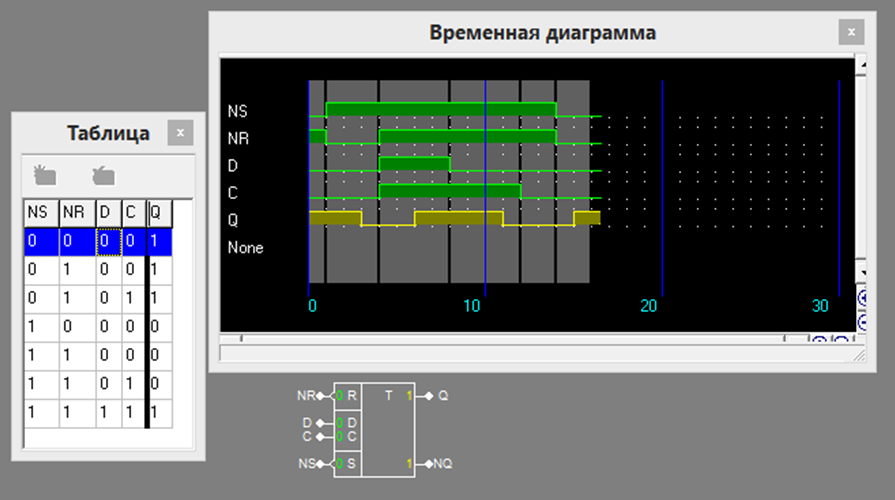 Временная диаграмма x
NS
NR
D
C
Q
None
0 10 20 30
Таблица x
NS NR D C Q
0 0 0 0 1
0 1 0 0 1
0 1 0 1 1
1 0 0 0 0
1 1 0 0 0
1 1 0 1 0
1 1 1 1 1
NR 0 R T 1 Q
D 0 D
C 0 C
NS 0 S 1 NQ